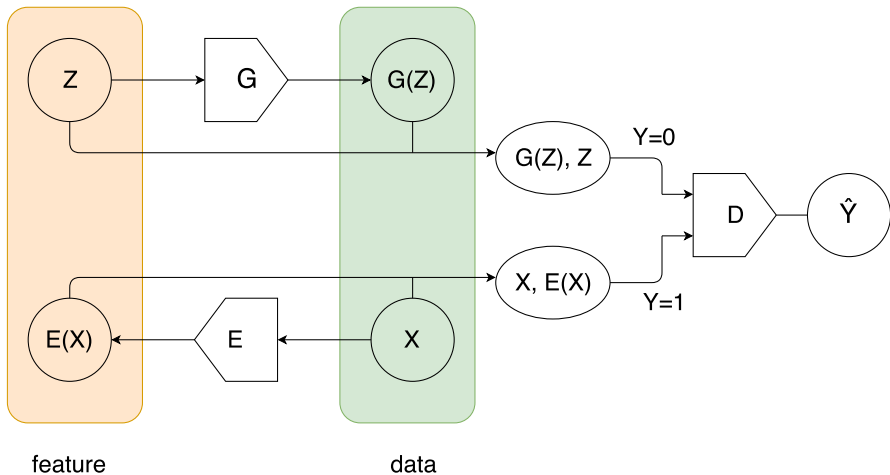 Z
G
G(Z)
G(Z), Z
Y=0
D
Ŷ
X, E(X)
Y=1
E(X)
E
X
feature
data